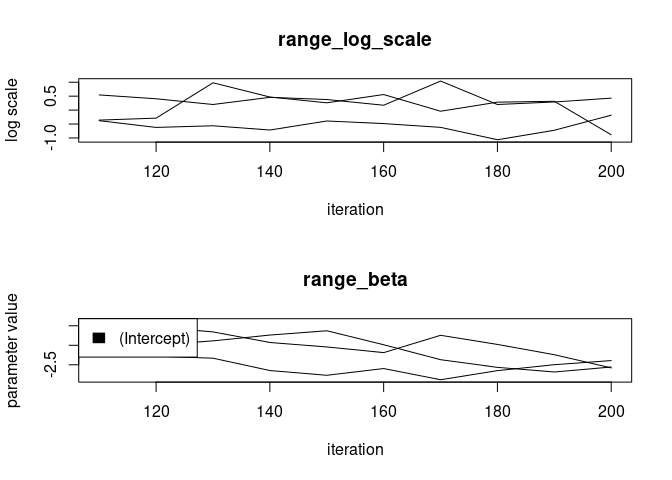 range_log_scale
log scale
0.5
-1.0
120
140
160
180
200
iteration
range_beta
parameter value
(Intercept)
-2.5
120
140
160
180
200
iteration